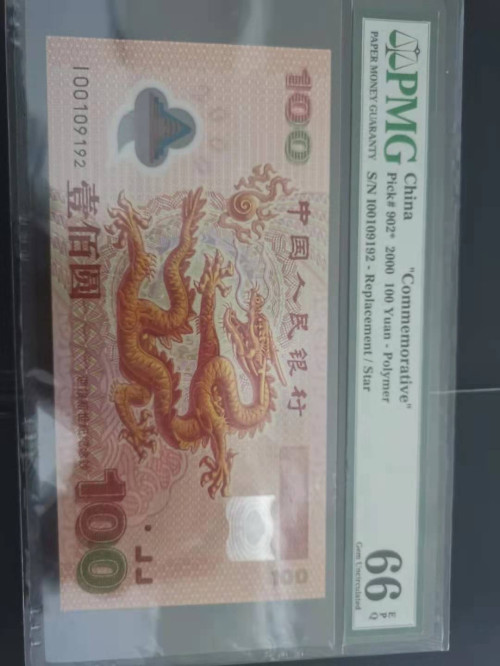 PMG
PAPER MONEY GUARANTY
China "Commemorative"
Pick# 902* 2000 100 Yuan - Polymer
S/N I00109192 - Replacement / Star
66 EPQ
Gem Uncirculated
100
中国人民银行
I00109192
壹佰圆
100
100